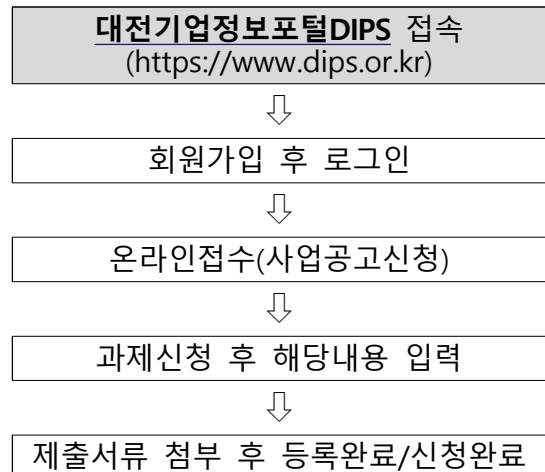 대전기업정보포털DIPS 접속
(https://www.dips.or.kr)
회원가입 후 로그인
온라인접수(사업공고신청)
과제신청 후 해당내용 입력
제출서류 첨부 후 등록완료/신청완료